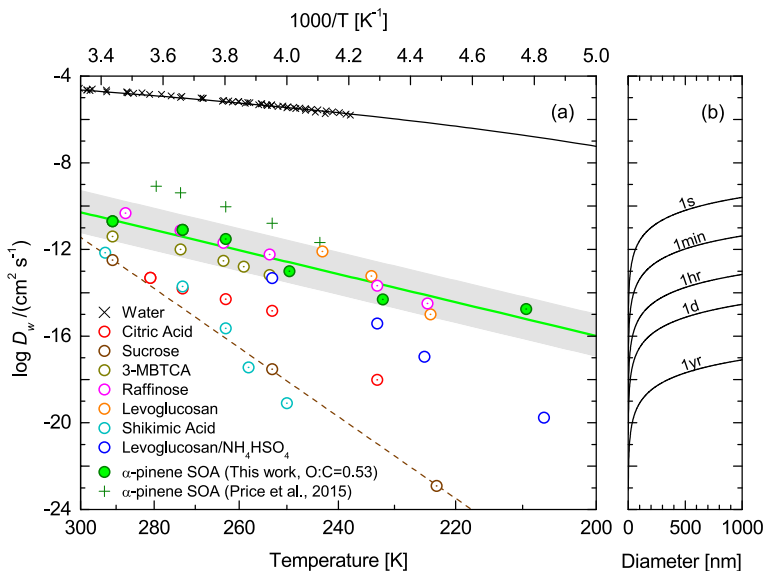 1000/T [K⁻¹]
3.4 3.6 3.8 4.0 4.2 4.4 4.6 4.8 5.0
-4
-8
-12
-16
-20
-24
log D_w /(cm² s⁻¹)
(a)
Water
Citric Acid
Sucrose
3-MBTCA
Raffinose
Levoglucosan
Shikimic Acid
Levoglucosan/NH₄HSO₄
α-pinene SOA (This work, O:C=0.53)
α-pinene SOA (Price et al., 2015)
300 280 260 240 220 200
Temperature [K]
(b)
1s
1min
1hr
1d
1yr
0 500 1000
Diameter [nm]